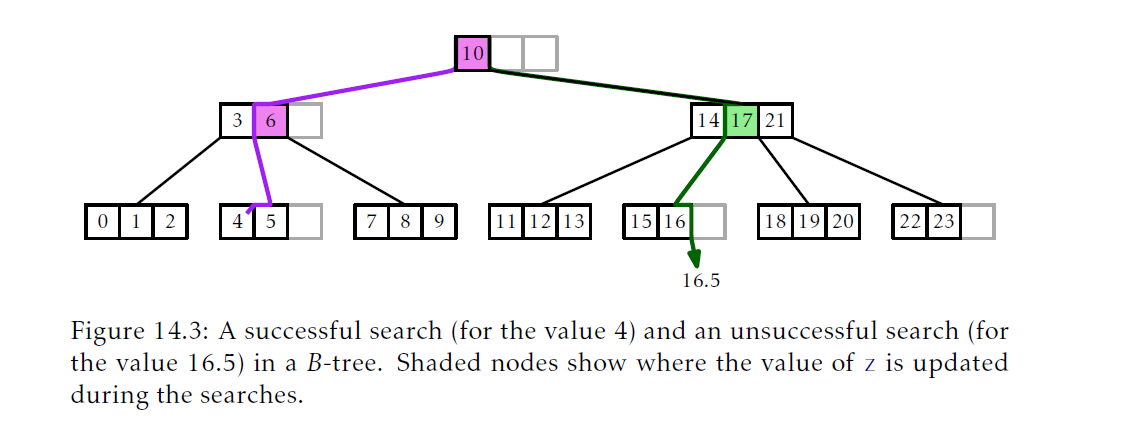 10
3 6 14 17 21
0 1 2 4 5 7 8 9 11 12 13 15 16 18 19 20 22 23
16.5
Figure 14.3: A successful search (for the value 4) and an unsuccessful search (for
the value 16.5) in a B-tree. Shaded nodes show where the value of z is updated
during the searches.